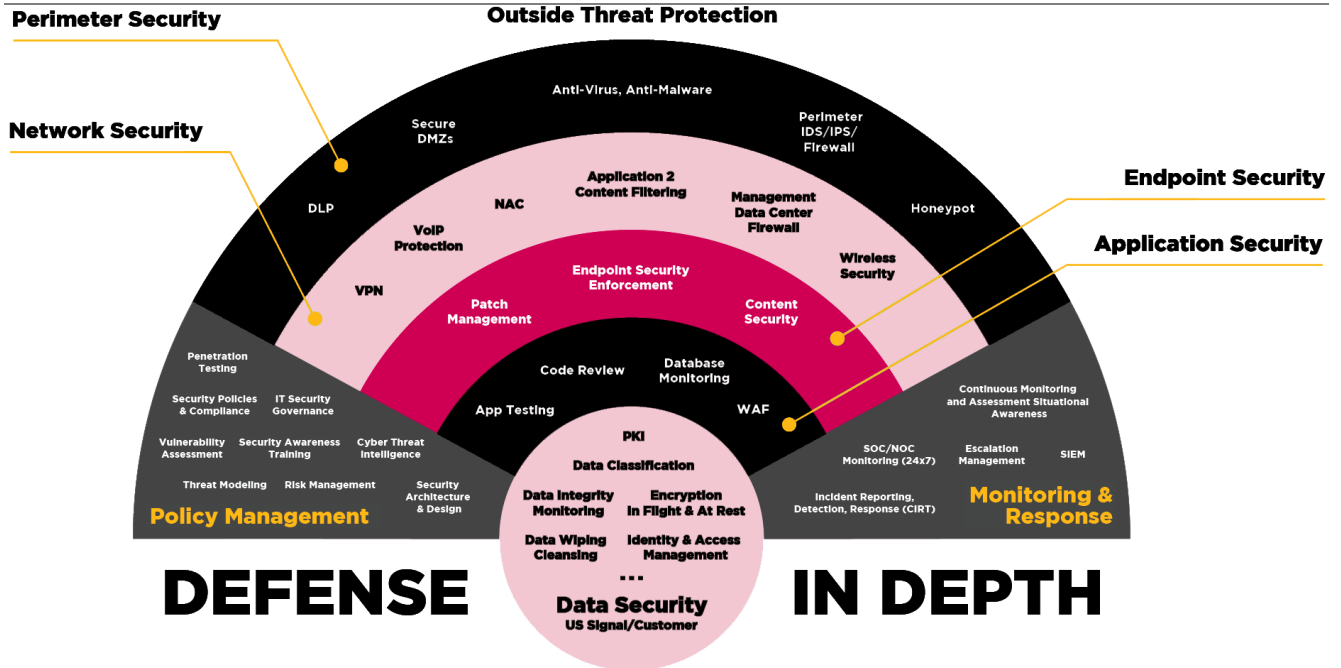 Outside Threat Protection
Perimeter Security
Network Security
Endpoint Security
Application Security
Anti-Virus, Anti-Malware
Secure
DMZs
Perimeter
IDS/IPS/
Firewall
DLP
Honeypot
Application 2
Content Filtering
NAC
Management
Data Center
Firewall
VoIP
Protection
Wireless
Security
VPN
Endpoint Security
Enforcement
Patch
Management
Content
Security
Code Review
Database
Monitoring
App Testing
WAF
Penetration
Testing
Security Policies
& Compliance
IT Security
Governance
Vulnerability
Assessment
Security Awareness
Training
Cyber Threat
Intelligence
Threat Modeling
Risk Management
Security
Architecture
& Design
Policy Management
PKI
Data Classification
Data Integrity
Monitoring
Encryption
In Flight & At Rest
Data Wiping
Cleansing
Identity & Access
Management
...
Data Security
US Signal/Customer
Continuous Monitoring
and Assessment Situational
Awareness
SOC/NOC
Monitoring (24x7)
Escalation
Management
SIEM
Incident Reporting,
Detection, Response (CIRT)
Monitoring &
Response
DEFENSE IN DEPTH